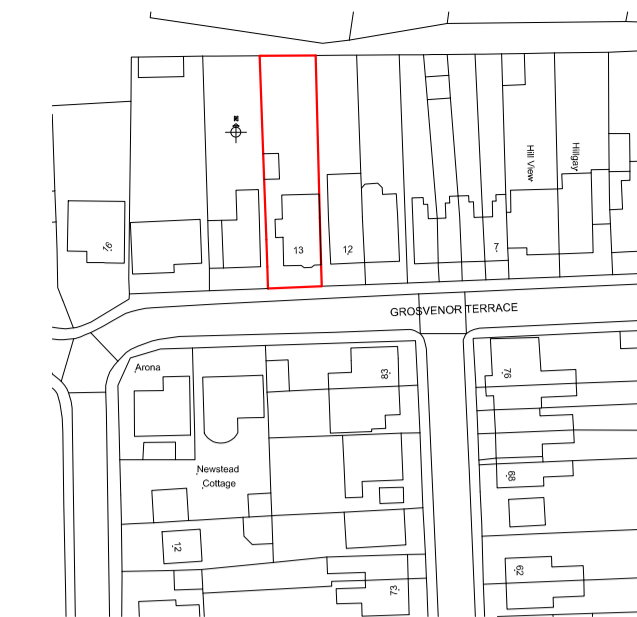 Hill View
Hillgay
16
13
12
7
GROSVENOR TERRACE
Arona
83
76
Newstead
Cottage
68
12
62
73